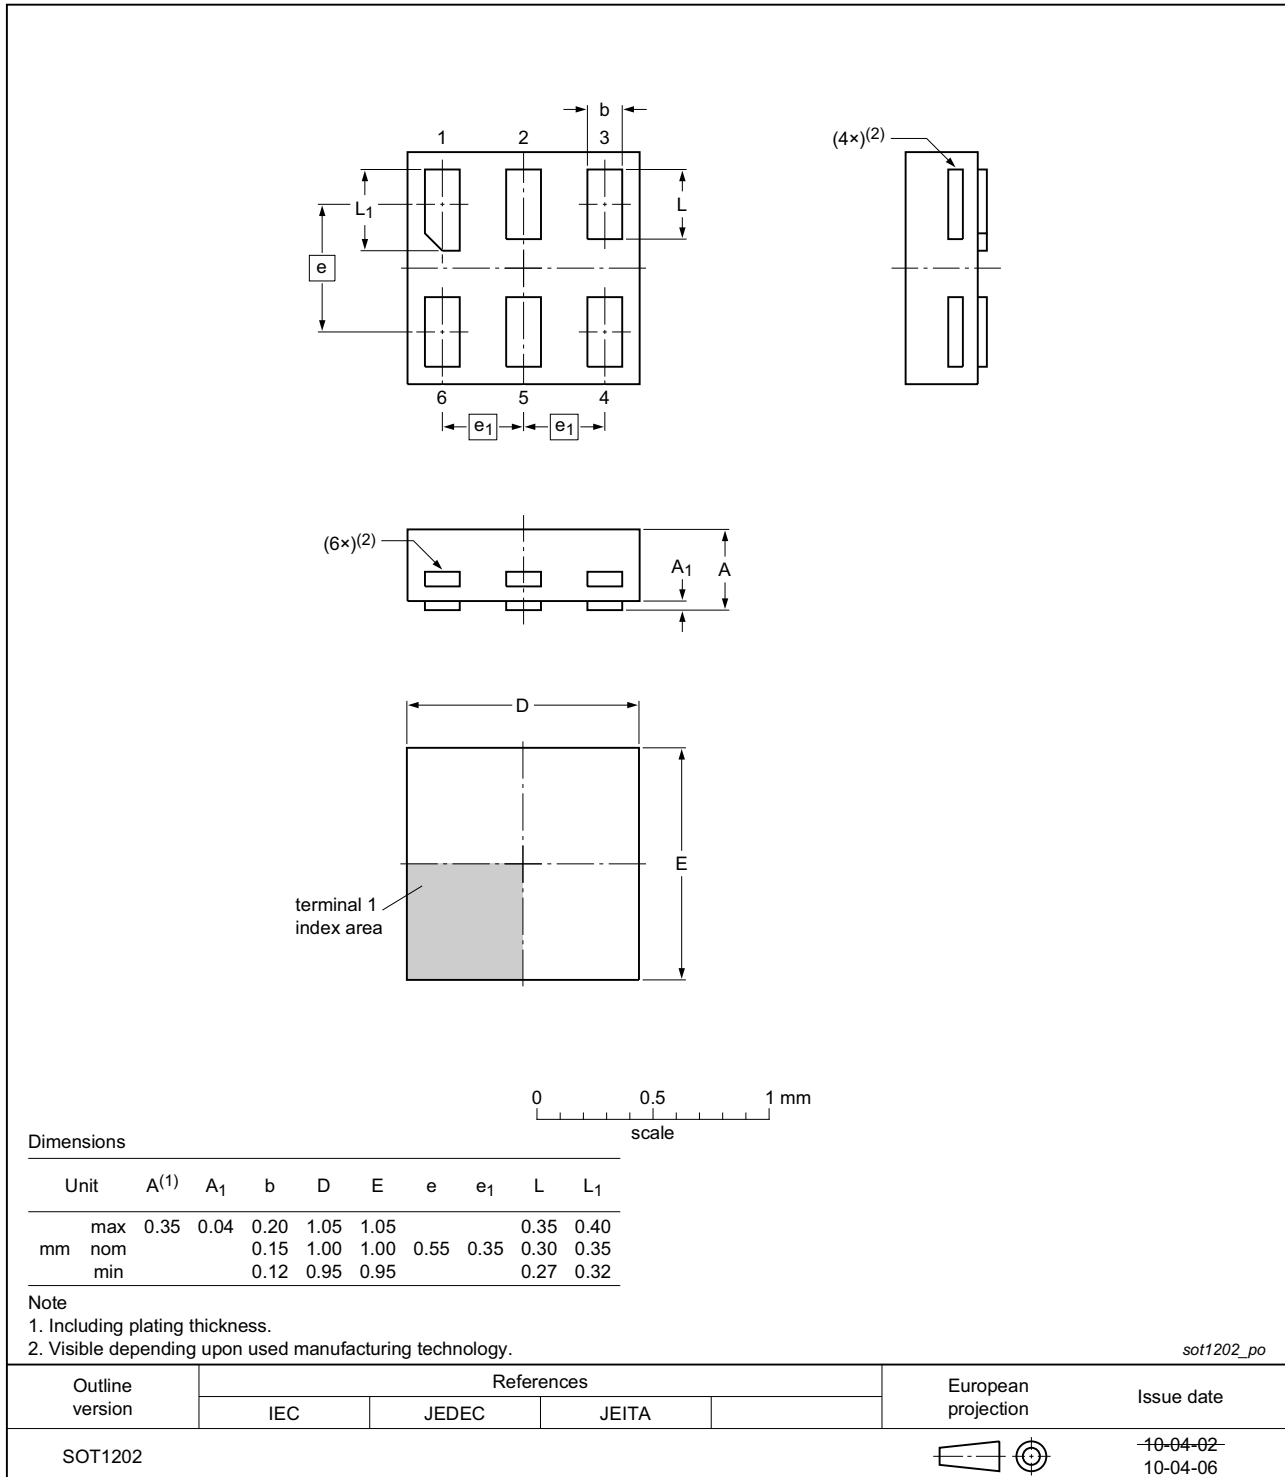 b
1 2 3
(4×)(2)
L1
L
e
6 5 4
e1 e1
(6×)(2)
A1 A
D
E
terminal 1
index area
0 0.5 1 mm
scale
Dimensions
Unit A(1) A1 b D E e e1 L L1
max 0.35 0.04 0.20 1.05 1.05 0.35 0.40
mm nom 0.15 1.00 1.00 0.55 0.35 0.30 0.35
min 0.12 0.95 0.95 0.27 0.32
Note
1. Including plating thickness.
2. Visible depending upon used manufacturing technology.
sot1202_po
Outline
version
References
IEC JEDEC JEITA
European
projection
Issue date
SOT1202
10-04-02
10-04-06